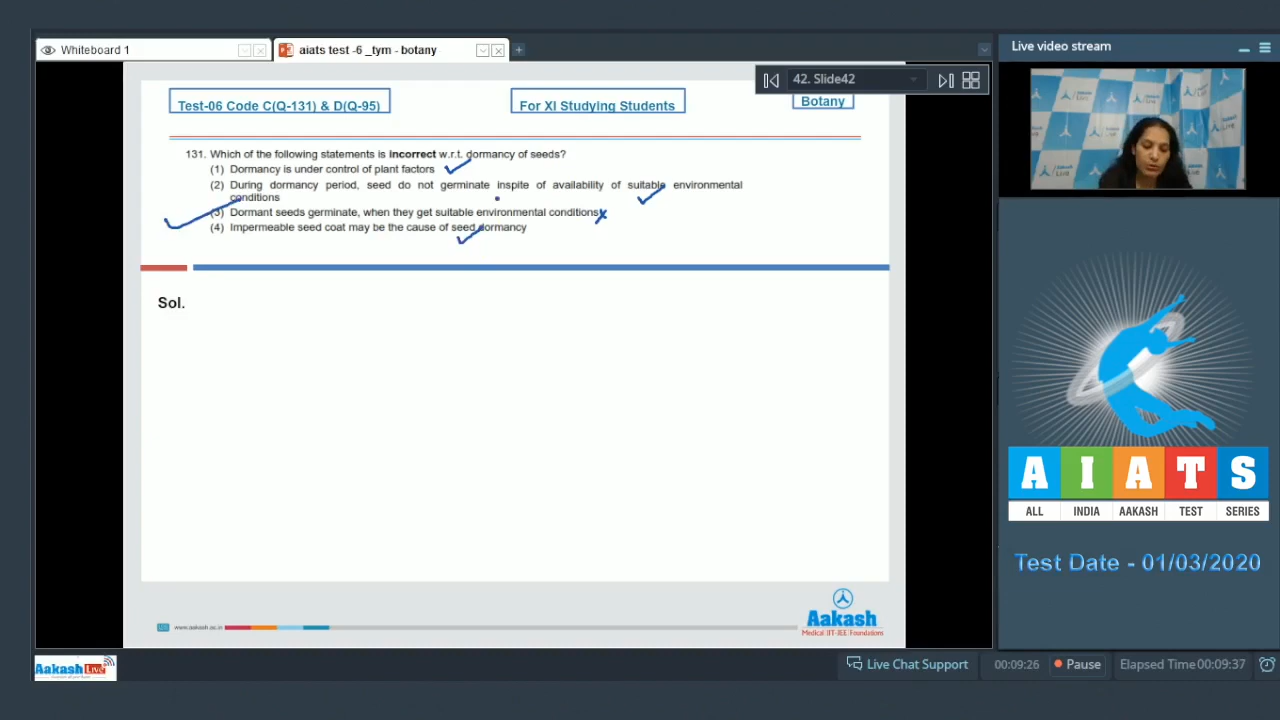 Whiteboard 1
aiats test -6 _tym - botany
Live video stream
42. Slide42
Test-06 Code C(Q-131) & D(Q-95)
For XI Studying Students
Botany
131. Which of the following statements is incorrect w.r.t. dormancy of seeds?
(1) Dormancy is under control of plant factors
(2) During dormancy period, seed do not germinate inspite of availability of suitable environmental
conditions
(3) Dormant seeds germinate, when they get suitable environmental conditions
(4) Impermeable seed coat may be the cause of seed dormancy
Sol.
A I A T S
ALL INDIA AAKASH TEST SERIES
Test Date - 01/03/2020
www.aakash.ac.in
Aakash
Medical|IIT-JEE|Foundations
Aakash Live
Live Chat Support
00:09:26
Pause
Elapsed Time 00:09:37